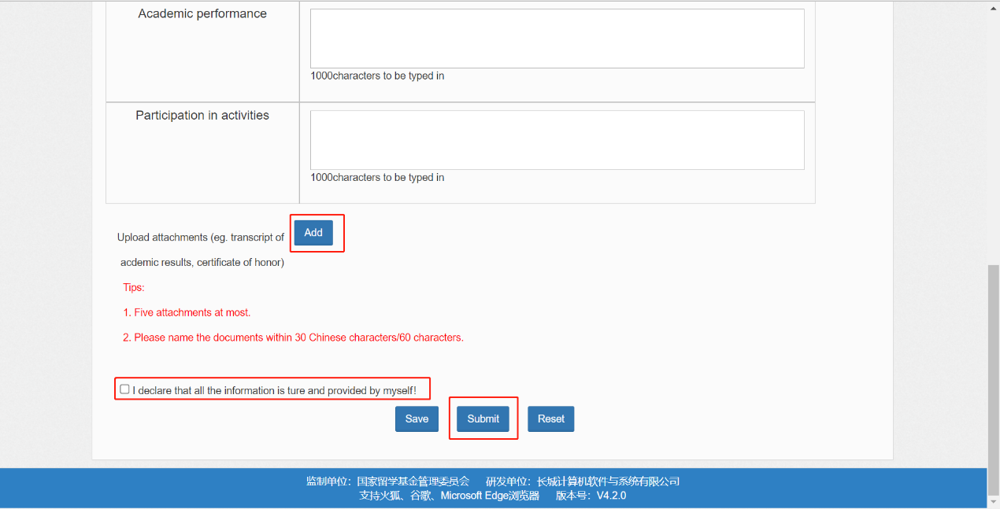 Academic performance
1000characters to be typed in
Participation in activities
1000characters to be typed in
Upload attachments (eg. transcript of
Add
acdemic results, certificate of honor)
Tips:
1. Five attachments at most.
2. Please name the documents within 30 Chinese characters/60 characters.
I declare that all the information is ture and provided by myself!
Save Submit Reset
监制单位：国家留学基金管理委员会 研发单位：长城计算机软件与系统有限公司
支持火狐、谷歌、Microsoft Edge浏览器 版本号：V4.2.0